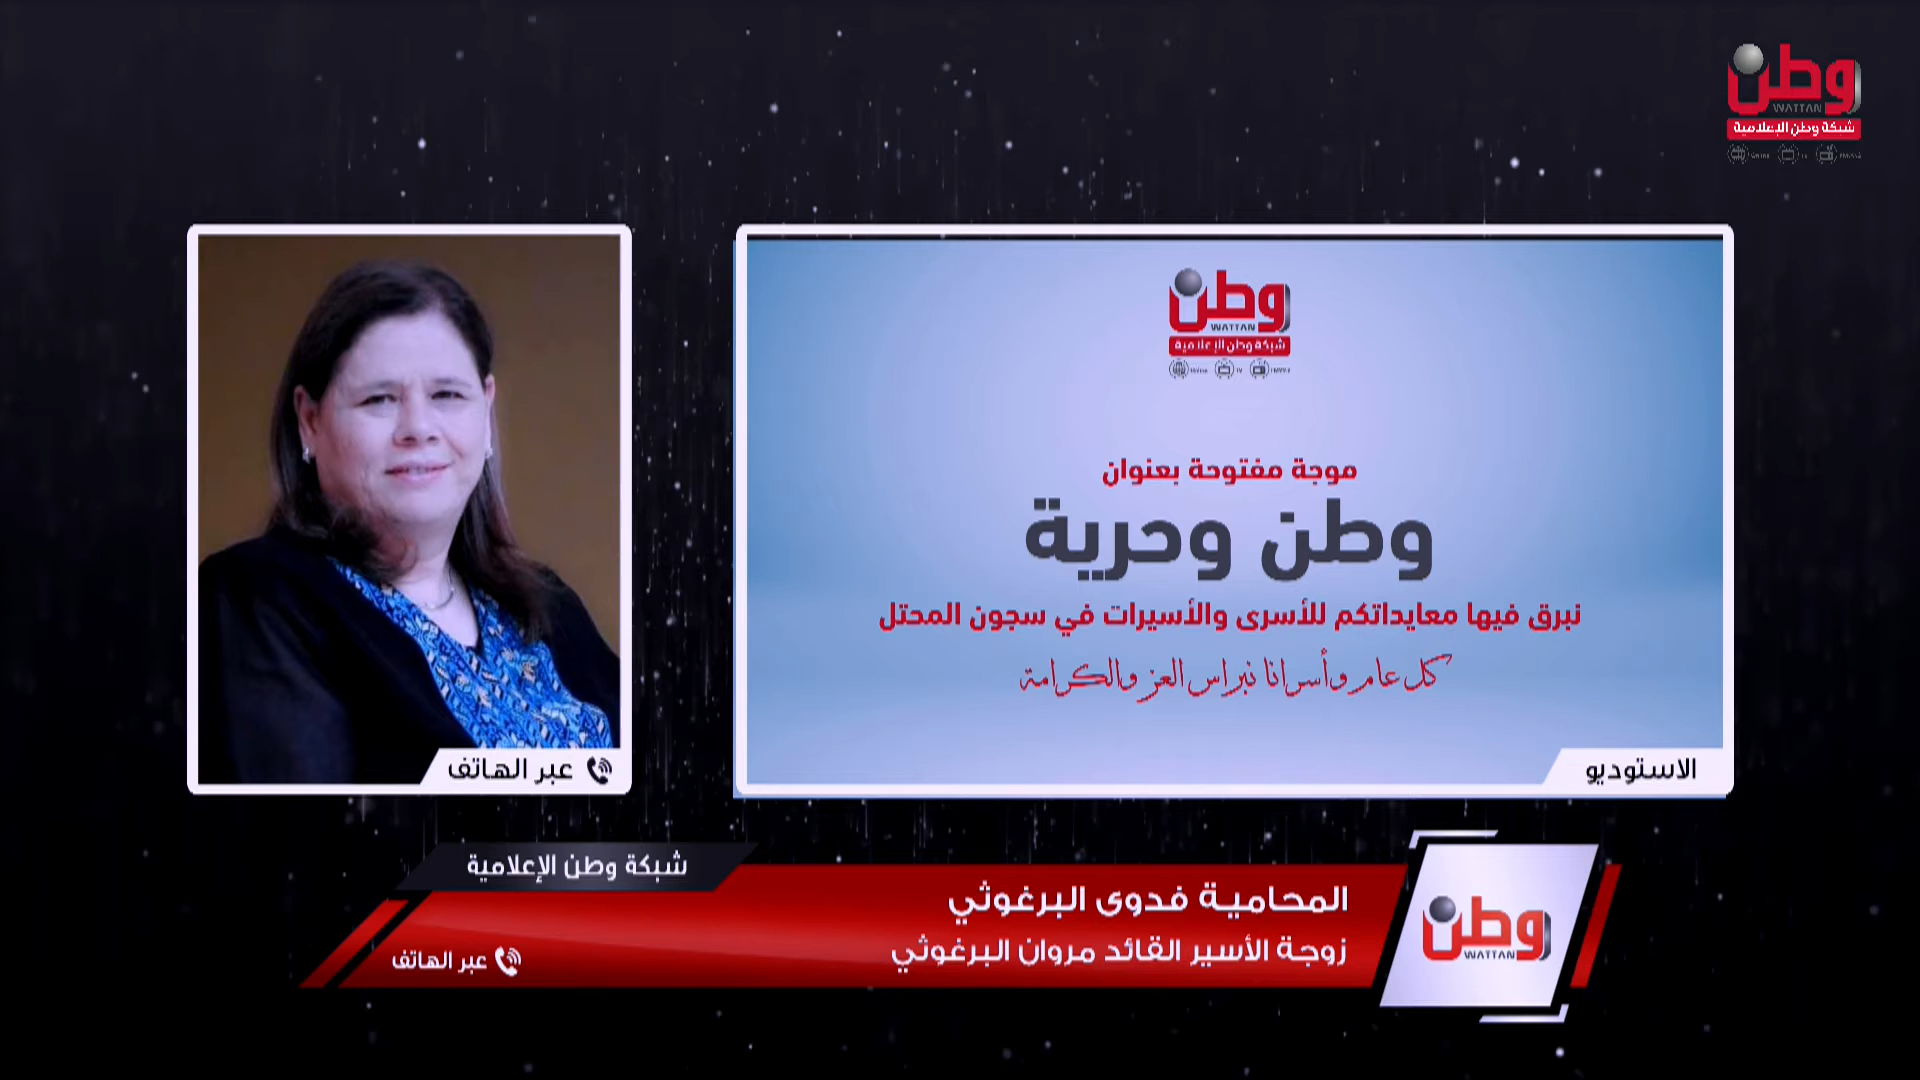 وطن
WATTAN
شبكة وطن الإعلامية
وطن
WATTAN
شبكة وطن الإعلامية
موجة مفتوحة بعنوان
وطن وحرية
نبرق فيها معايداتكم للأسرى والأسيرات في سجون المحتل
كل عام وأسرانا نبراس العز والكرامة
الاستوديو
عبر الهاتف
شبكة وطن الإعلامية
المحامية فدوى البرغوثي
زوجة الأسير القائد مروان البرغوثي
عبر الهاتف
وطن
WATTAN